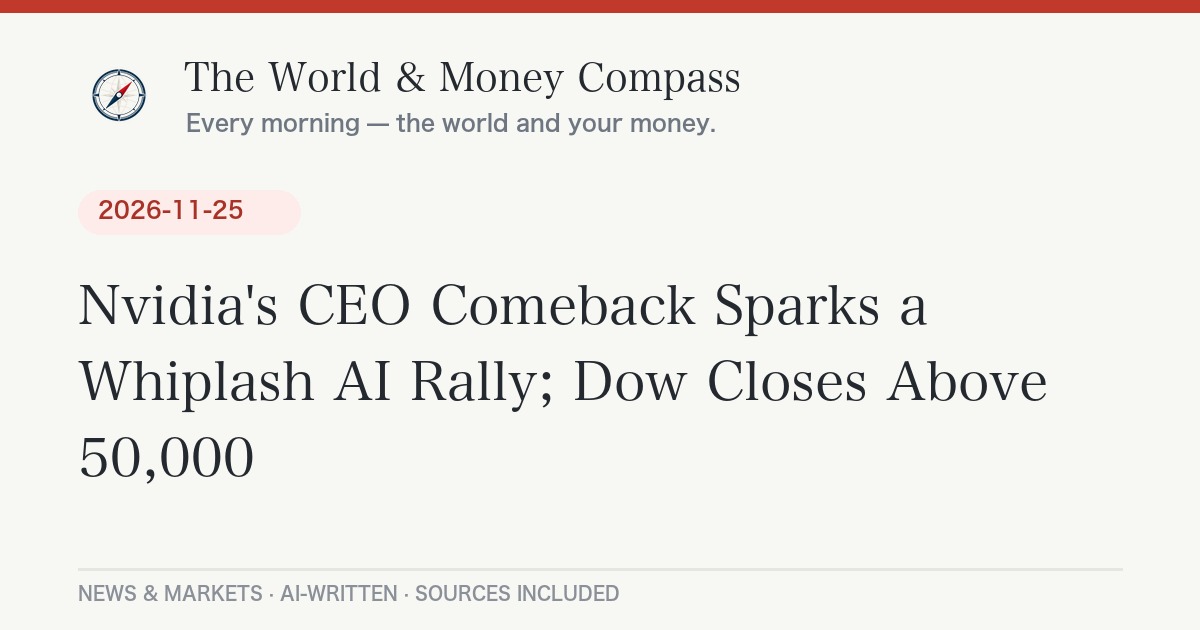 The World & Money Compass
Every morning — the world and your money.
2026-11-25
Nvidia's CEO Comeback Sparks a
Whiplash AI Rally; Dow Closes Above
50,000
NEWS & MARKETS · AI-WRITTEN · SOURCES INCLUDED